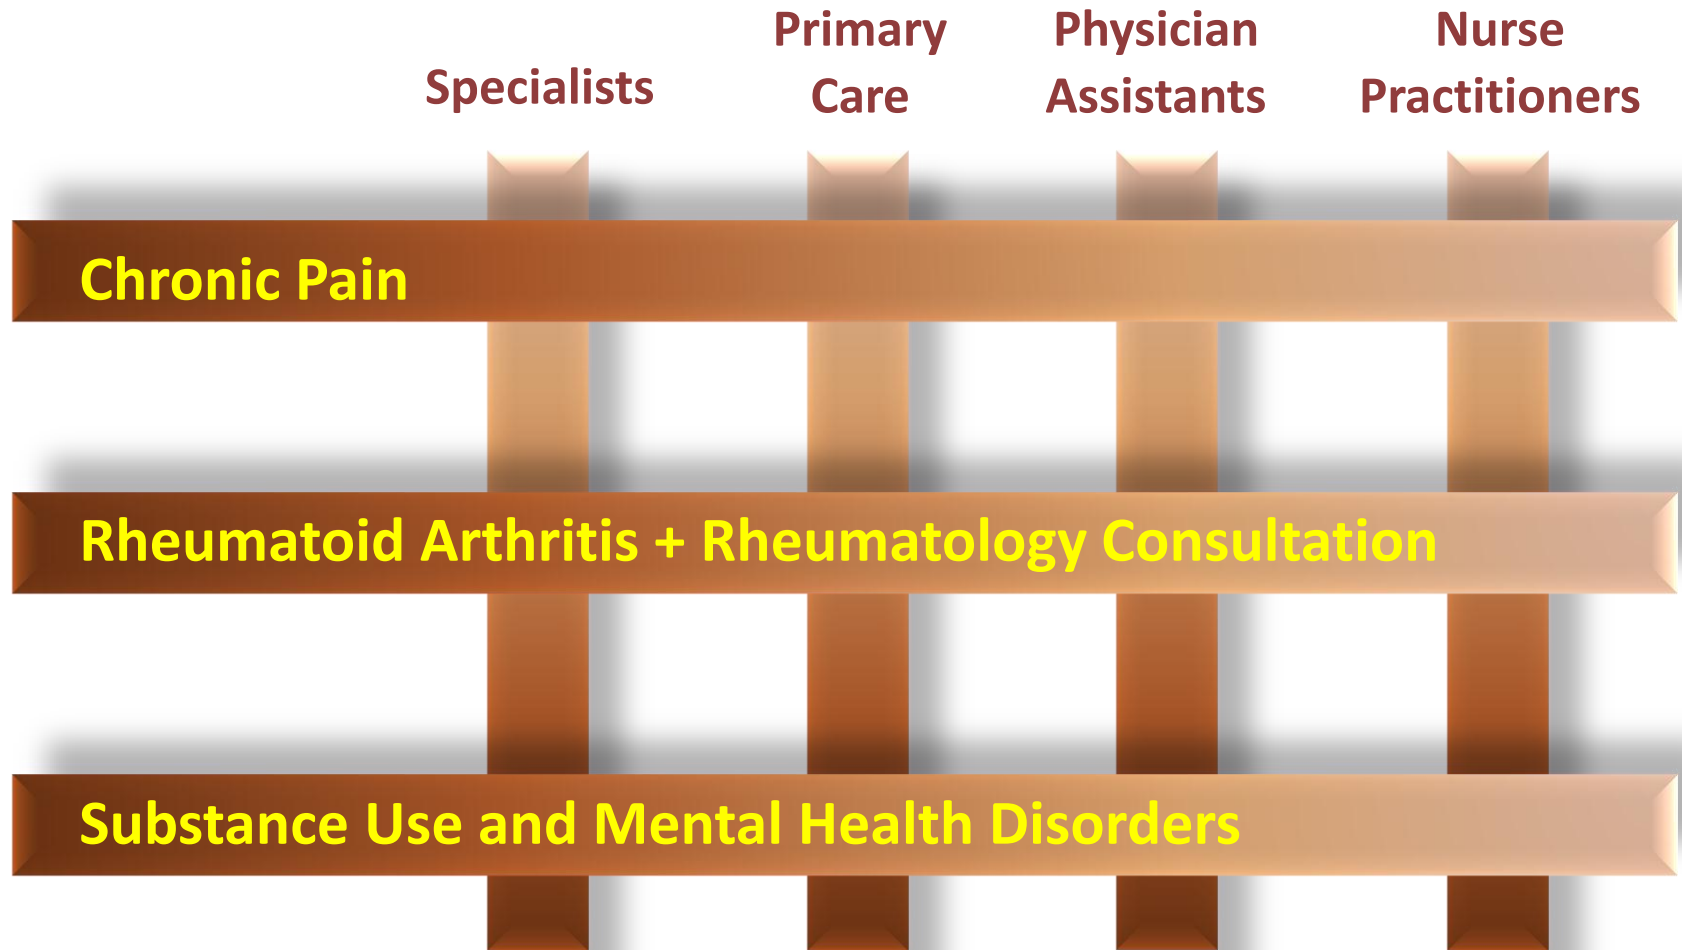 Specialists
Primary
Care
Physician
Assistants
Nurse
Practitioners
Chronic Pain
Rheumatoid Arthritis + Rheumatology Consultation
Substance Use and Mental Health Disorders